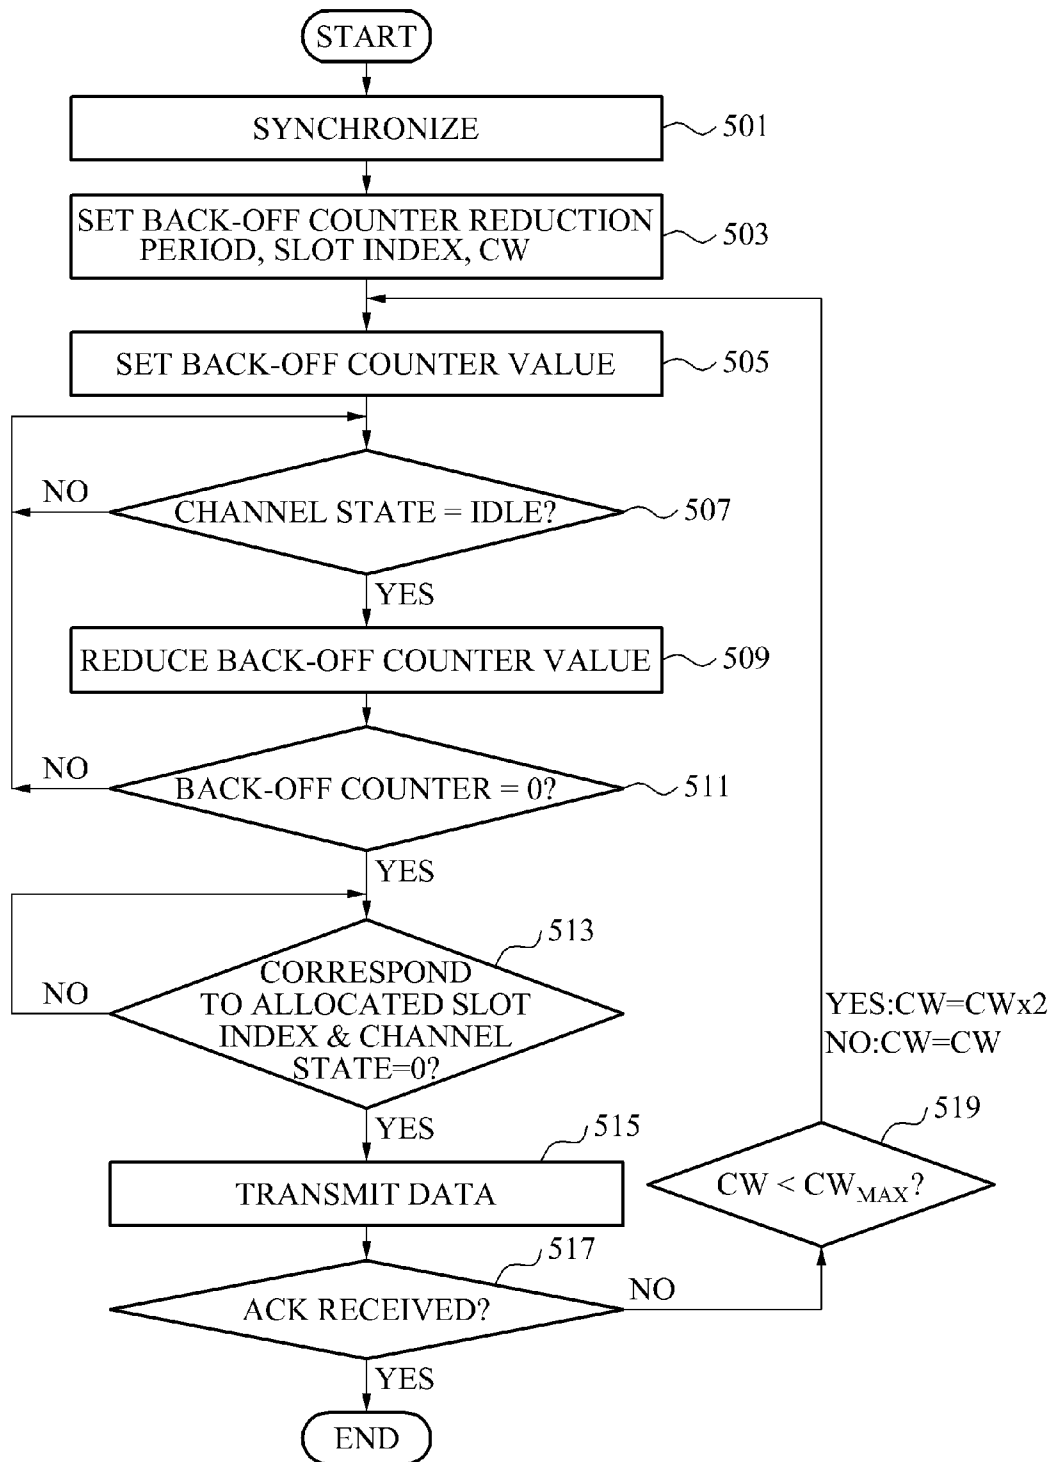 START
SYNCHRONIZE
501
SET BACK-OFF COUNTER REDUCTION
PERIOD, SLOT INDEX, CW
503
SET BACK-OFF COUNTER VALUE
505
NO
CHANNEL STATE = IDLE?
507
YES
REDUCE BACK-OFF COUNTER VALUE
509
NO
BACK-OFF COUNTER = 0?
511
YES
513
NO
CORRESPOND
TO ALLOCATED SLOT
INDEX & CHANNEL
STATE=0?
YES:CW=CWx2
NO:CW=CW
YES
515
TRANSMIT DATA
519
CW < CWMAX?
517
ACK RECEIVED?
NO
YES
END